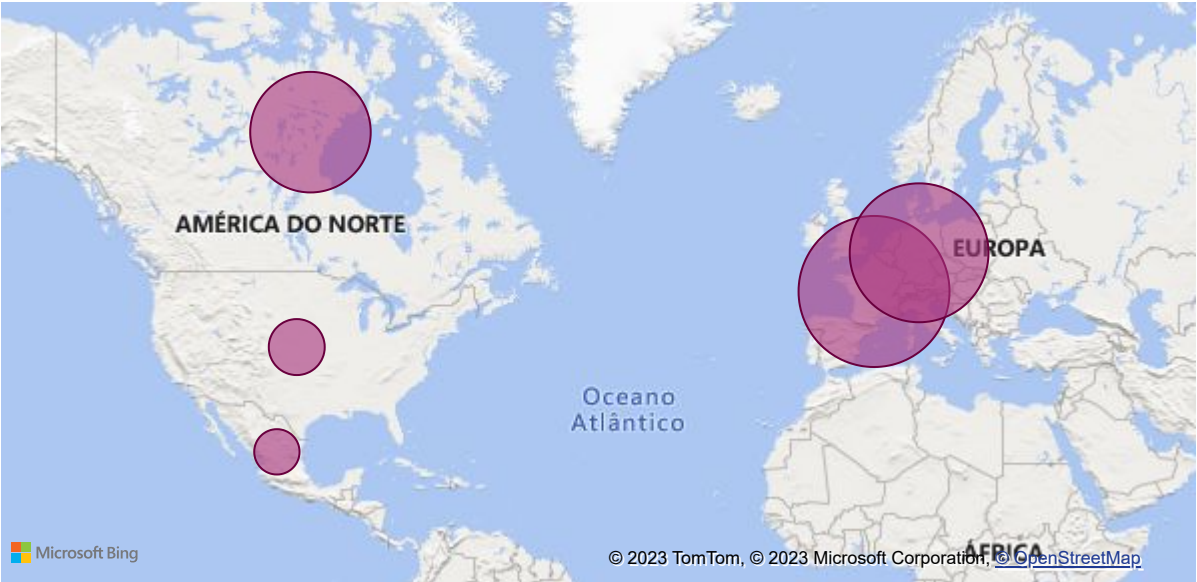 AMÉRICA DO NORTE
EUROPA
Oceano
Atlântico
ÁFRICA
Microsoft Bing
© 2023 TomTom, © 2023 Microsoft Corporation, © OpenStreetMap